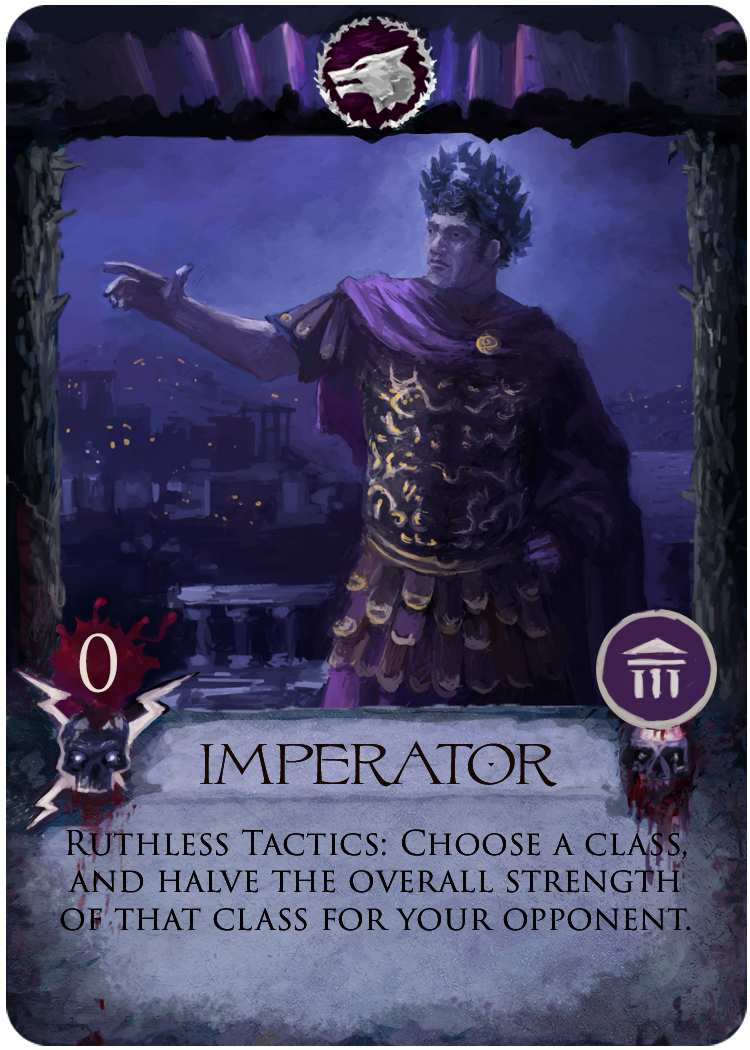 0
IMPERATOR
RUTHLESS TACTICS: CHOOSE A CLASS,
AND HALVE THE OVERALL STRENGTH
OF THAT CLASS FOR YOUR OPPONENT.